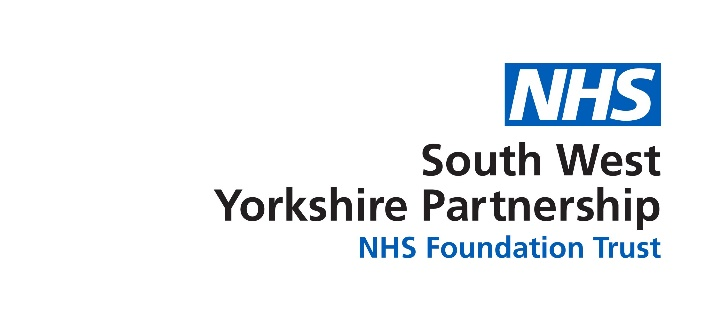 NHS
South West
Yorkshire Partnership
NHS Foundation Trust